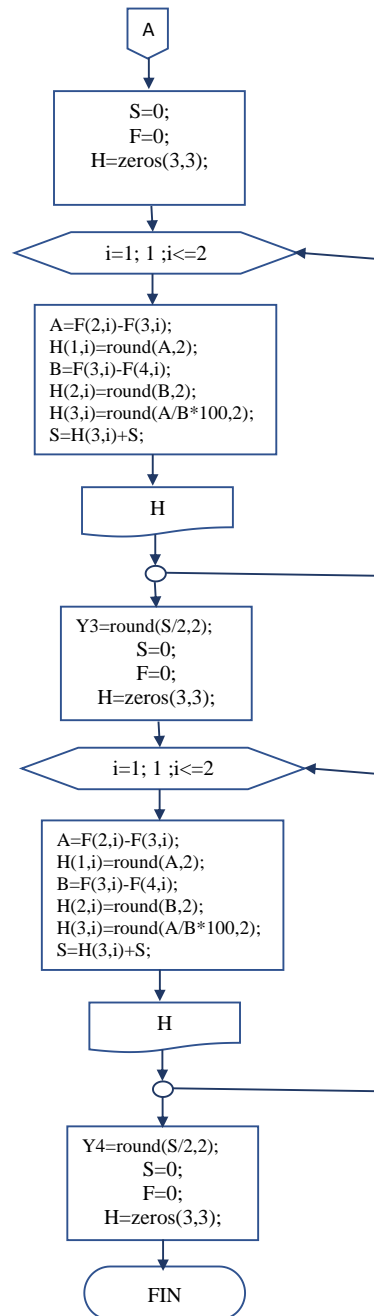 A
S=0;
F=0;
H=zeros(3,3);
i=1; 1 ;i<=2
A=F(2,i)-F(3,i);
H(1,i)=round(A,2);
B=F(3,i)-F(4,i);
H(2,i)=round(B,2);
H(3,i)=round(A/B*100,2);
S=H(3,i)+S;
H
Y3=round(S/2,2);
S=0;
F=0;
H=zeros(3,3);
i=1; 1 ;i<=2
A=F(2,i)-F(3,i);
H(1,i)=round(A,2);
B=F(3,i)-F(4,i);
H(2,i)=round(B,2);
H(3,i)=round(A/B*100,2);
S=H(3,i)+S;
H
Y4=round(S/2,2);
S=0;
F=0;
H=zeros(3,3);
FIN